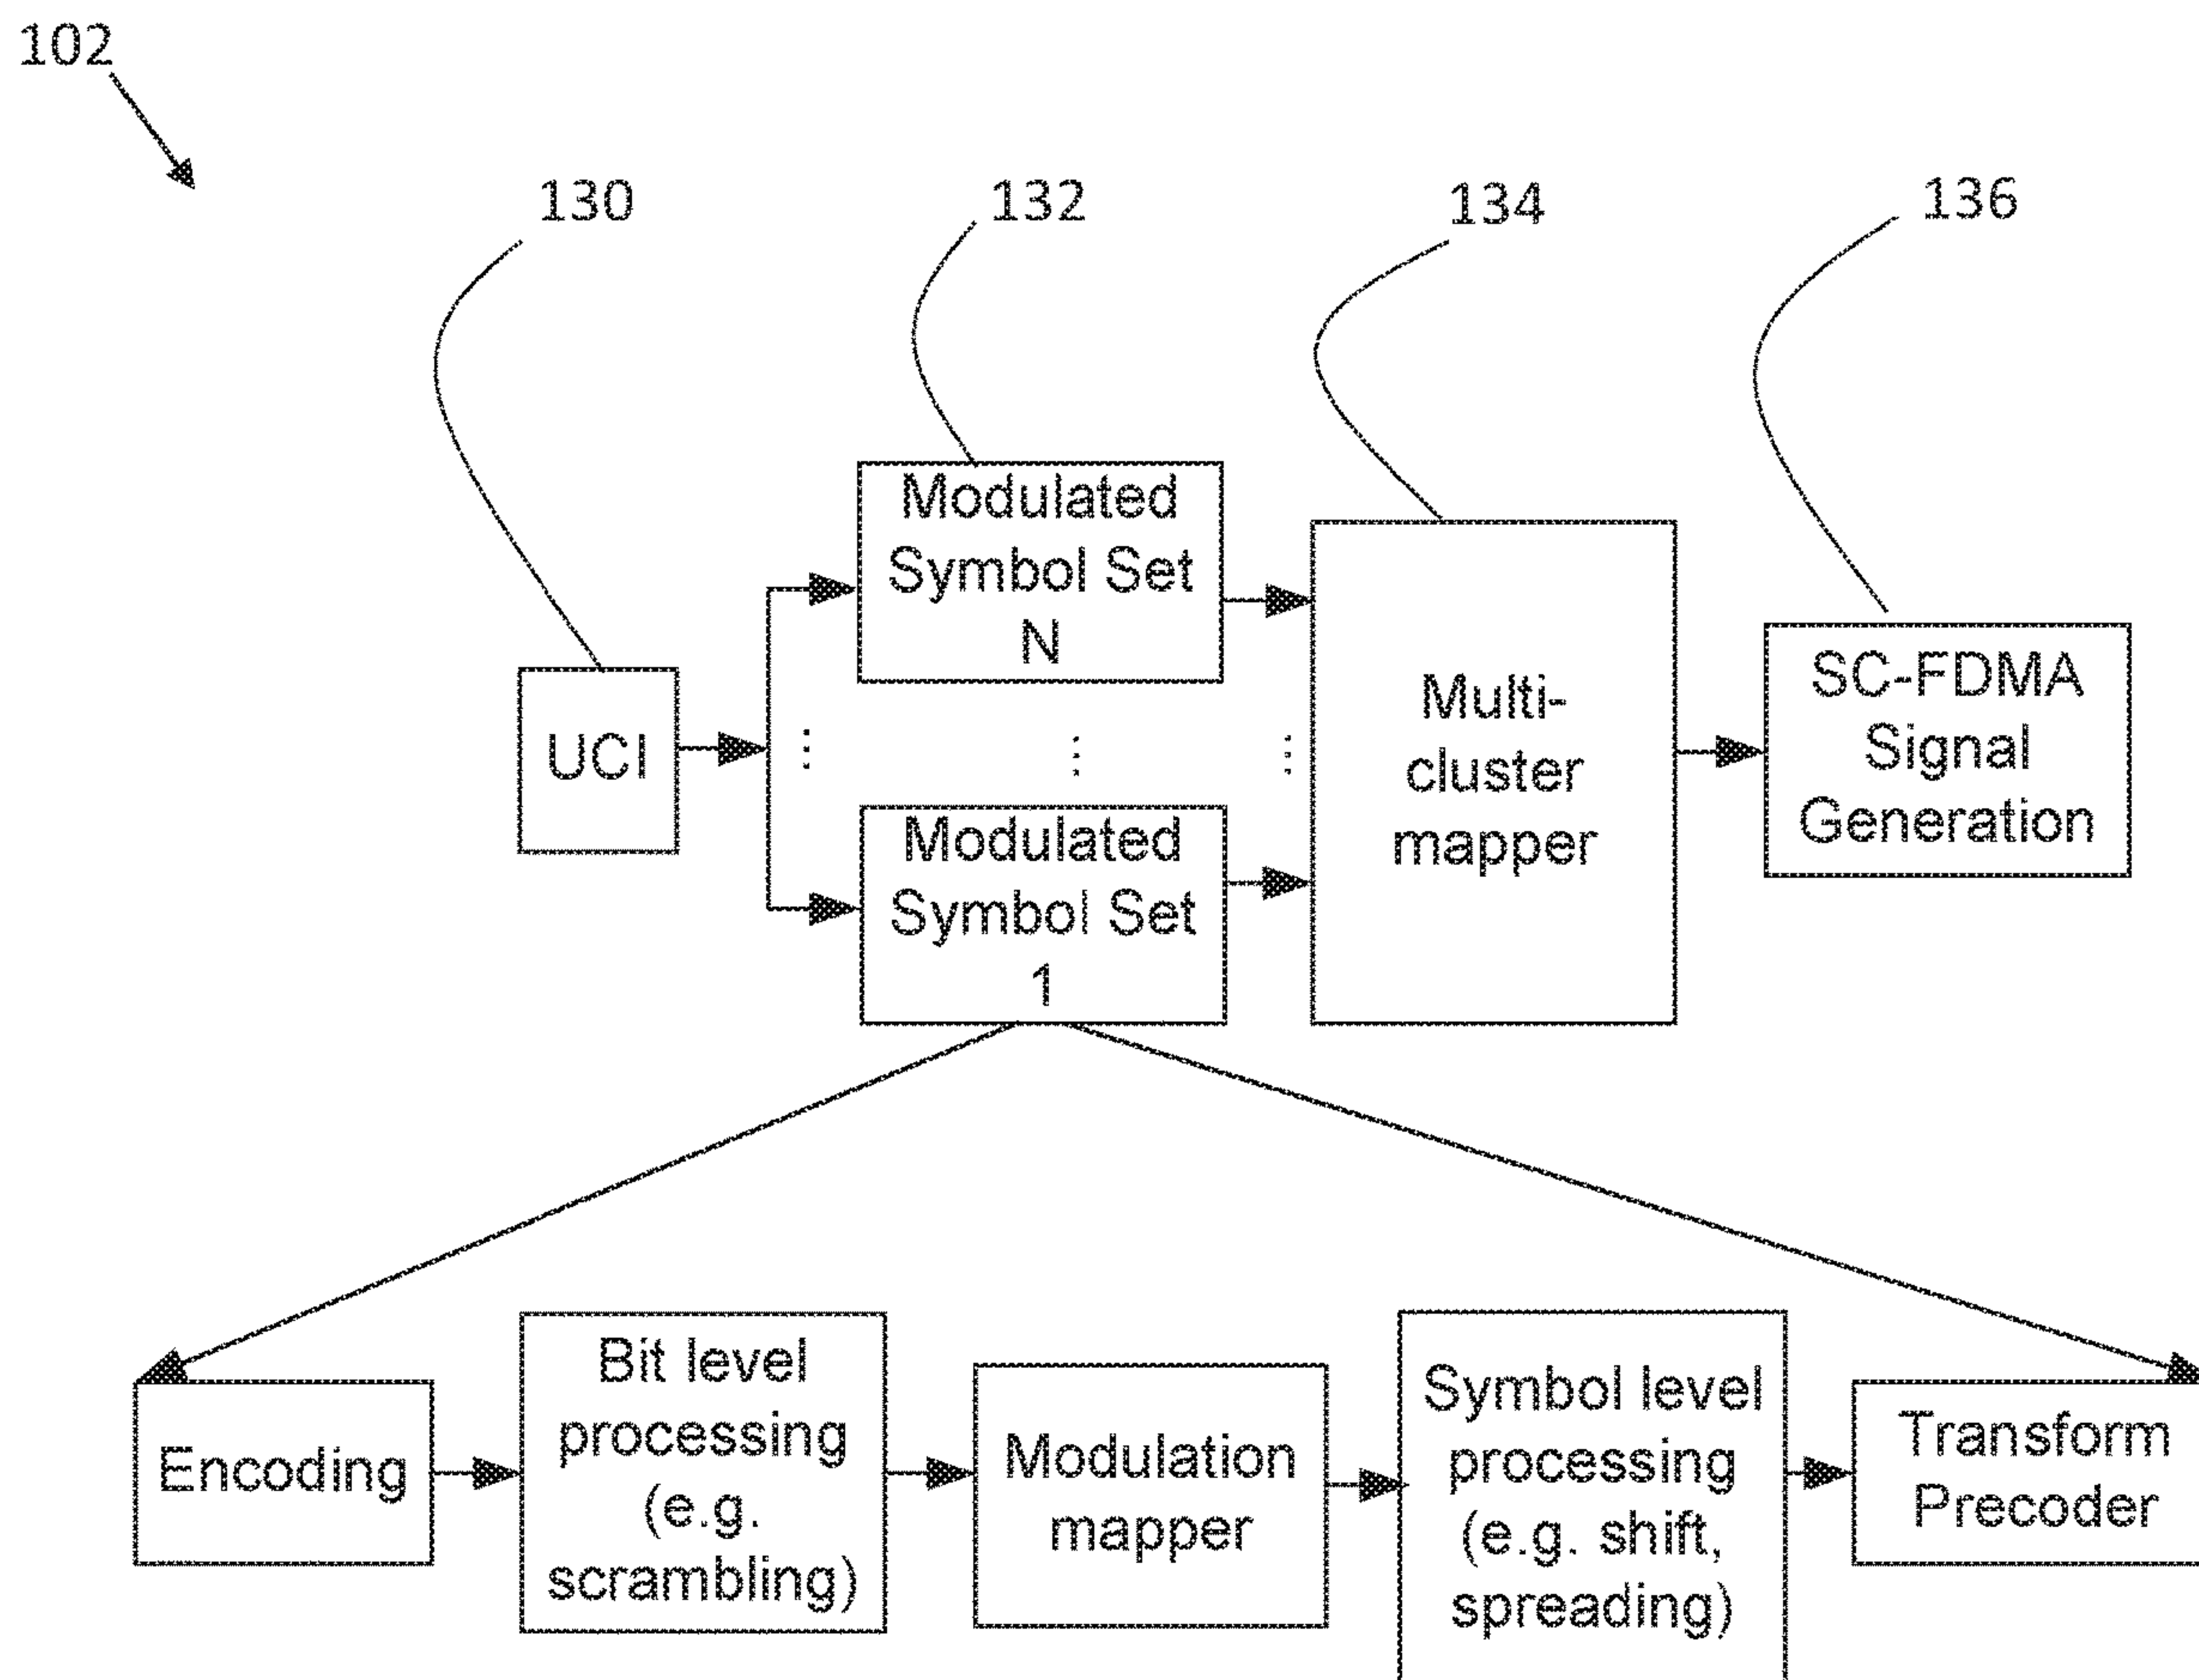 102
130
132
134
136
Modulated
Symbol Set
N
UCI
⋮
⋮
⋮
Multi-
cluster
mapper
SC-FDMA
Signal
Generation
Modulated
Symbol Set
1
Encoding
Bit level
processing
(e.g.
scrambling)
Modulation
mapper
Symbol level
processing
(e.g. shift,
spreading)
Transform
Precoder